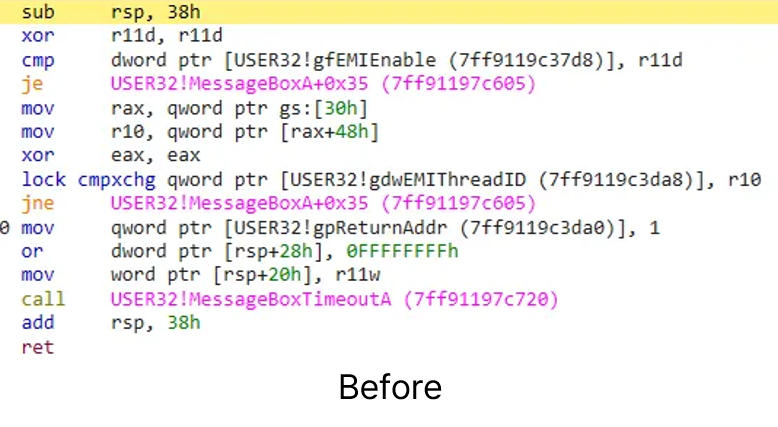 sub rsp, 38h
xor r11d, r11d
cmp dword ptr [USER32!gfEMIEnable (7ff9119c37d8)], r11d
je USER32!MessageBoxA+0x35 (7ff91197c605)
mov rax, qword ptr gs:[30h]
mov r10, qword ptr [rax+48h]
xor eax, eax
lock cmpxchg qword ptr [USER32!gdwEMIThreadID (7ff9119c3da8)], r10
jne USER32!MessageBoxA+0x35 (7ff91197c605)
0 mov qword ptr [USER32!gpReturnAddr (7ff9119c3da0)], 1
or dword ptr [rsp+28h], 0FFFFFFFFh
mov word ptr [rsp+20h], r11w
call USER32!MessageBoxTimeoutA (7ff91197c720)
add rsp, 38h
ret
Before